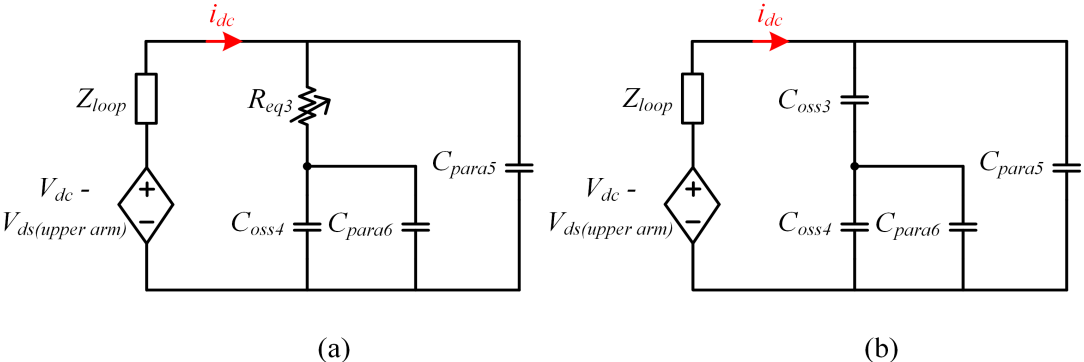 i_dc
Z_loop
R_eq3
C_para5
V_dc -
V_ds(upper arm)
+
−
C_oss4
C_para6
(a)
i_dc
Z_loop
C_oss3
C_para5
V_dc -
V_ds(upper arm)
+
−
C_oss4
C_para6
(b)